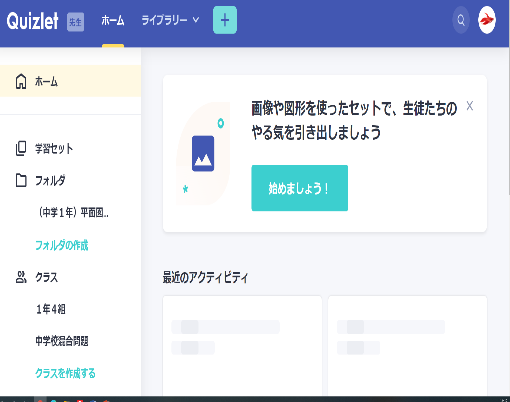 Quizlet 先生 ホーム ライブラリー
ホーム
学習セット
フォルダ
（中学１年）平面図..
フォルダの作成
クラス
１年４組
中学校混合問題
クラスを作成する
画像や図形を使ったセットで、生徒たちの
やる気を引き出しましょう
始めましょう！
最近のアクティビティ